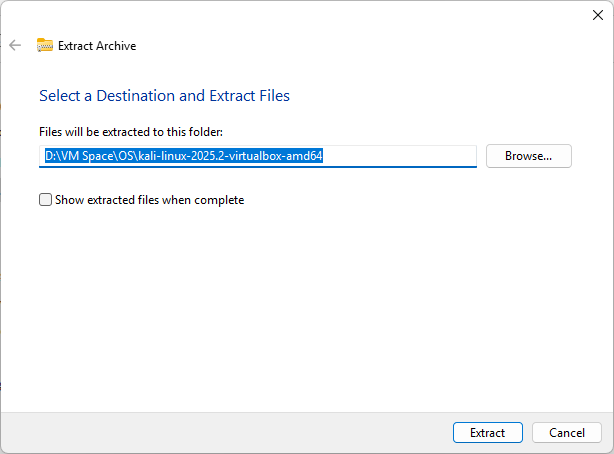 Extract Archive
Select a Destination and Extract Files
Files will be extracted to this folder:
D:\VM Space\OS\kali-linux-2025.2-virtualbox-amd64
Browse...
Show extracted files when complete
Extract
Cancel